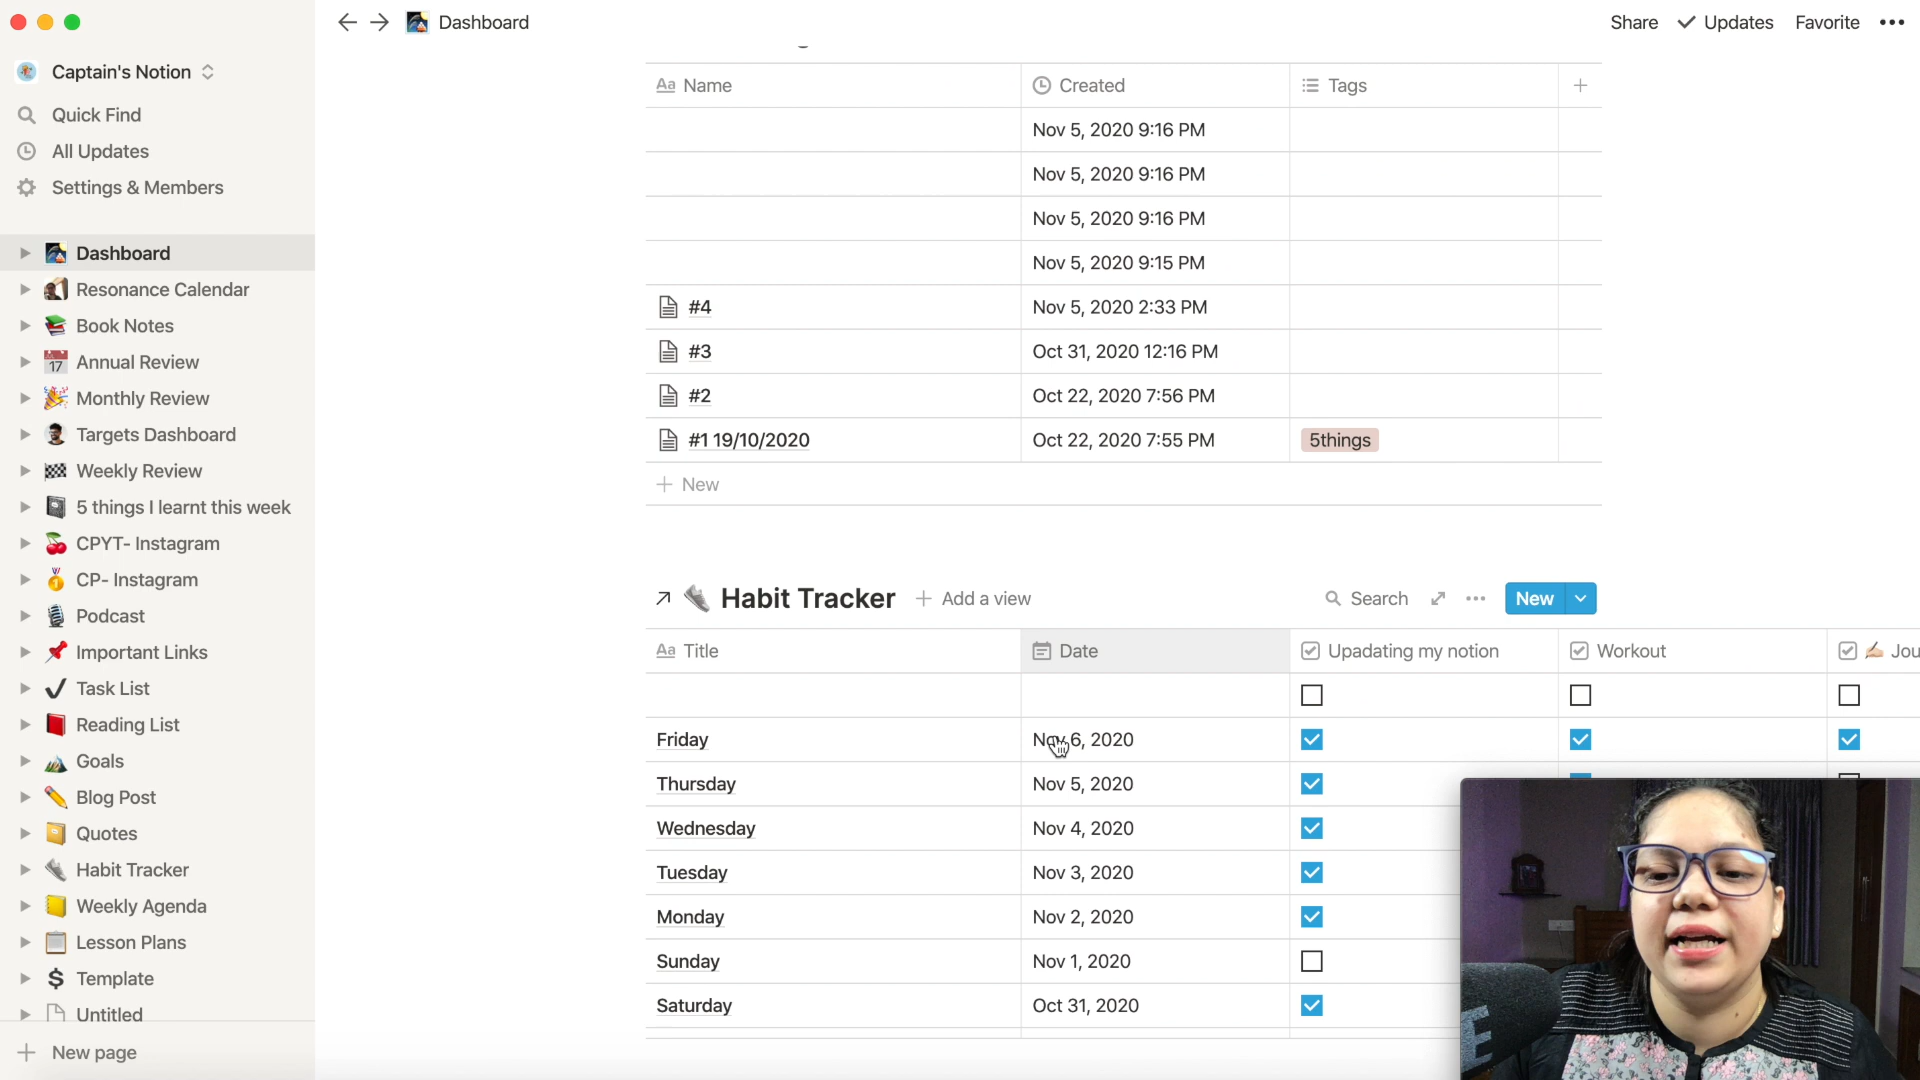 Dashboard
Share
Updates
Favorite
Captain's Notion
Quick Find
All Updates
Settings & Members
Dashboard
Resonance Calendar
Book Notes
17 Annual Review
Monthly Review
Targets Dashboard
Weekly Review
5 things I learnt this week
CPYT- Instagram
CP- Instagram
Podcast
Important Links
Task List
Reading List
Goals
Blog Post
Quotes
Habit Tracker
Weekly Agenda
Lesson Plans
Template
Untitled
New page
Aa Name Created Tags
Nov 5, 2020 9:16 PM
Nov 5, 2020 9:16 PM
Nov 5, 2020 9:16 PM
Nov 5, 2020 9:15 PM
#4 Nov 5, 2020 2:33 PM
#3 Oct 31, 2020 12:16 PM
#2 Oct 22, 2020 7:56 PM
#1 19/10/2020 Oct 22, 2020 7:55 PM 5things
New
Habit Tracker Add a view Search New
Aa Title Date Upadating my notion Workout Jou
Friday Nov 6, 2020
Thursday Nov 5, 2020
Wednesday Nov 4, 2020
Tuesday Nov 3, 2020
Monday Nov 2, 2020
Sunday Nov 1, 2020
Saturday Oct 31, 2020